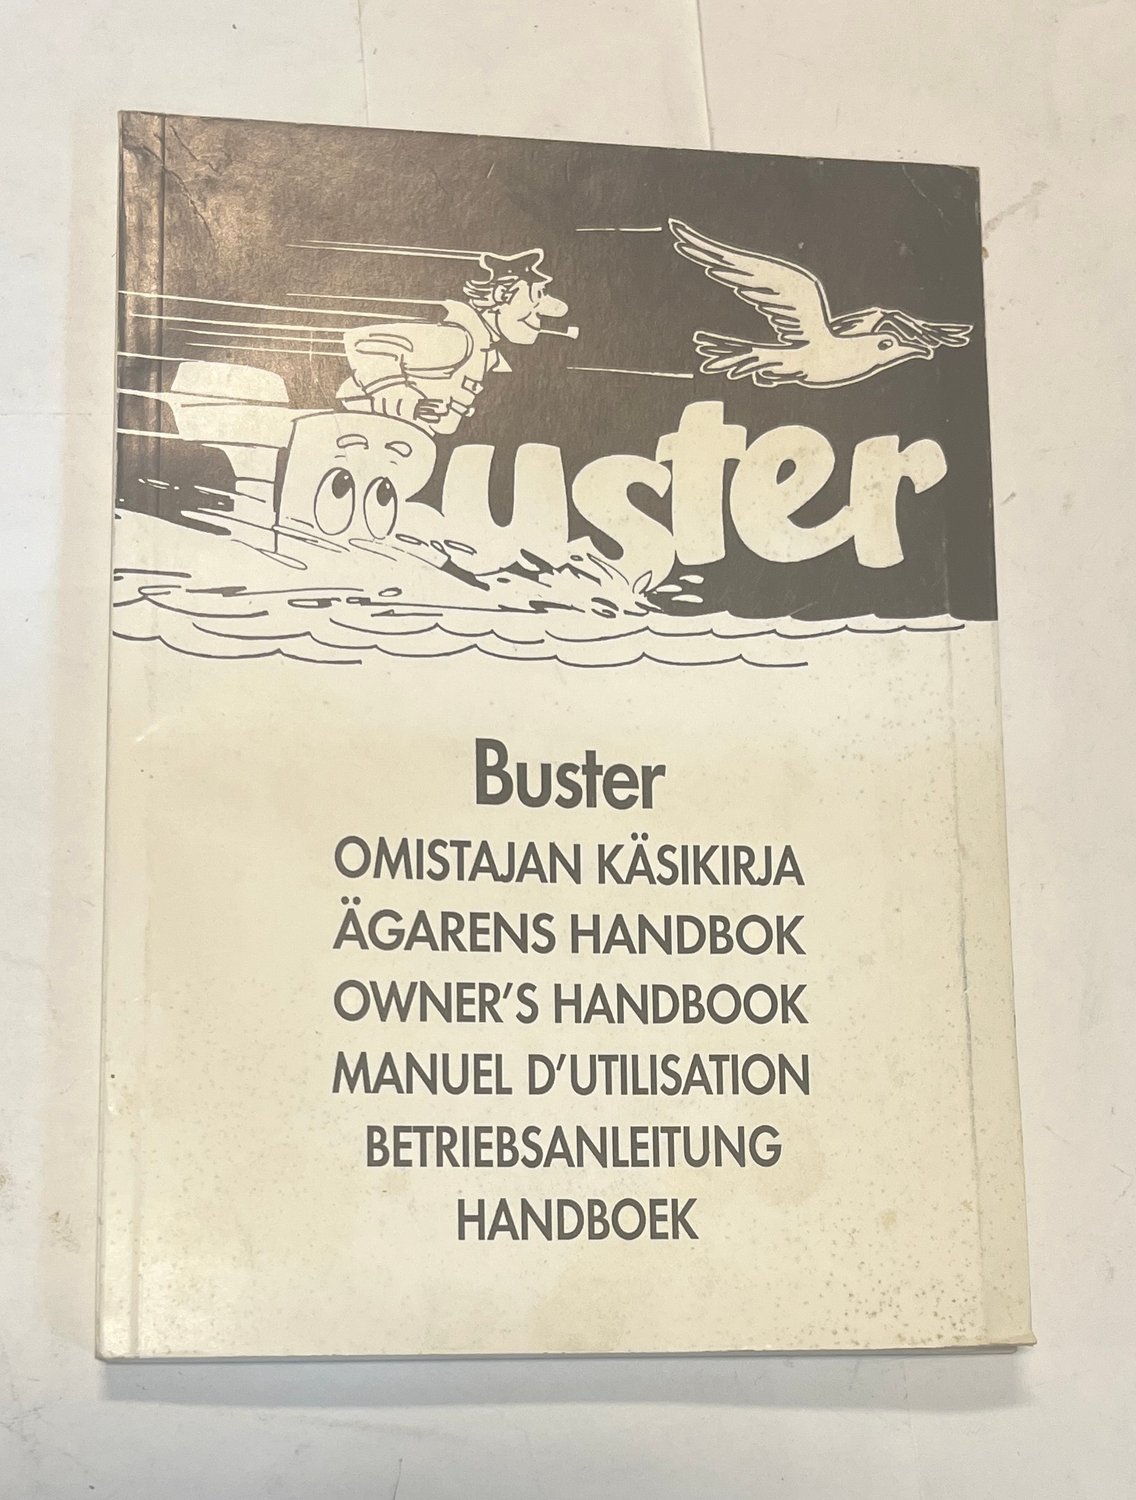 Buster
Buster
OMISTAJAN KÄSIKIRJA
ÄGARENS HANDBOK
OWNER'S HANDBOOK
MANUEL D'UTILISATION
BETRIEBSANLEITUNG
HANDBOEK